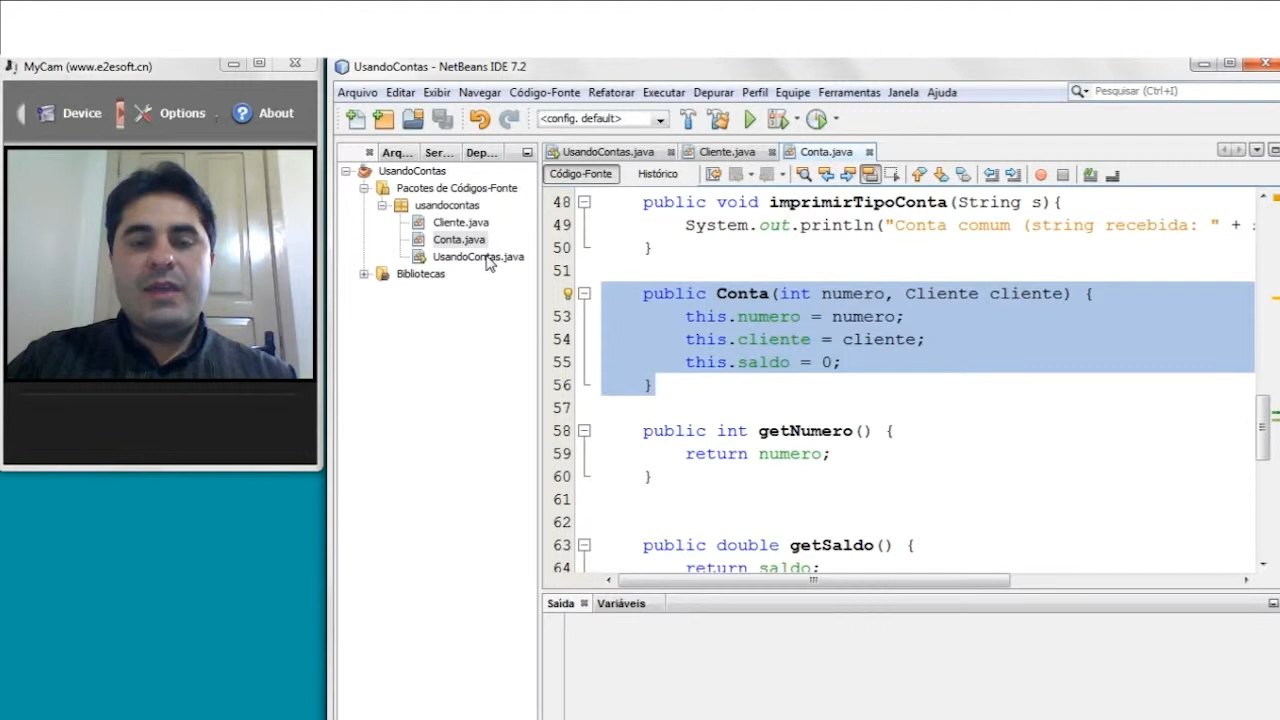 MyCam (www.e2esoft.cn)
Device
Options
About
UsandoContas - NetBeans IDE 7.2
Arquivo Editar Exibir Navegar Código-Fonte Refatorar Executar Depurar Perfil Equipe Ferramentas Janela Ajuda
Pesquisar (Ctrl+I)
<config. default>
Arq... Ser... Dep...
UsandoContas
Pacotes de Códigos-Fonte
usandocontas
Cliente.java
Conta.java
UsandoContas.java
Bibliotecas
UsandoContas.java Cliente.java Conta.java
Código-Fonte Histórico
48 public void imprimirTipoConta(String s){
49 System.out.println("Conta comum (string recebida: " +
50 }
51
public Conta(int numero, Cliente cliente) {
53 this.numero = numero;
54 this.cliente = cliente;
55 this.saldo = 0;
56 }
57
58 public int getNumero() {
59 return numero;
60 }
61
62
63 public double getSaldo() {
64 return saldo;
Saída Variáveis